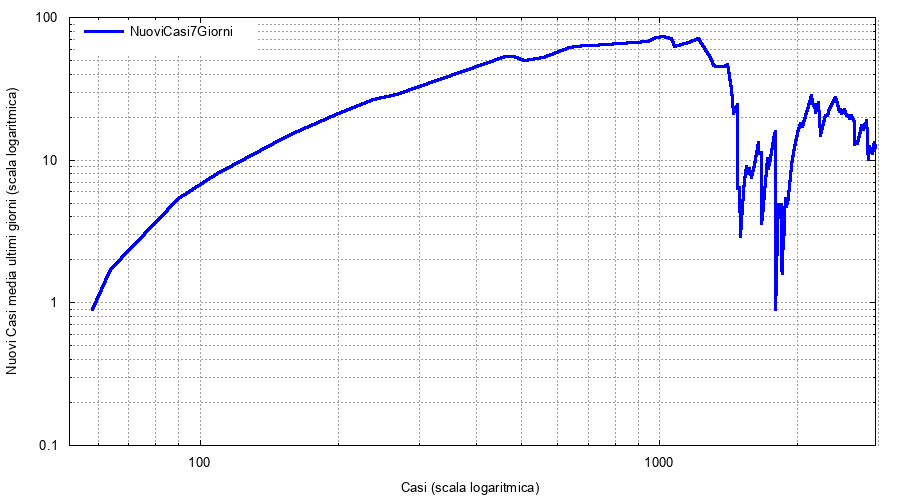 100
NuoviCasi7Giorni
10
1
0.1
Nuovi Casi media ultimi giorni (scala logaritmica)
100
1000
Casi (scala logaritmica)